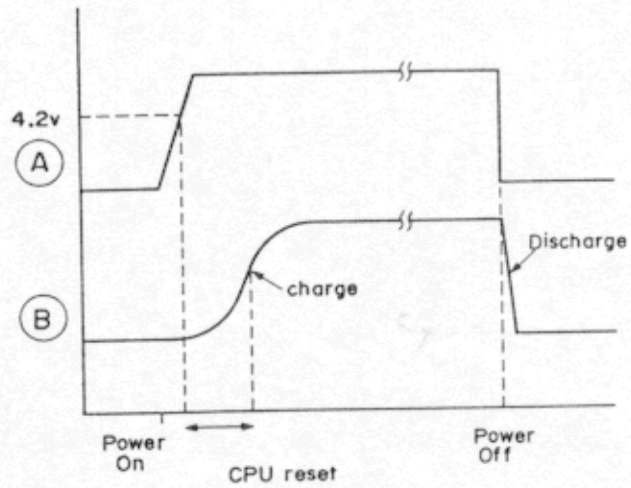 4.2v
A
Discharge
charge
B
Power
On
Power
Off
CPU reset